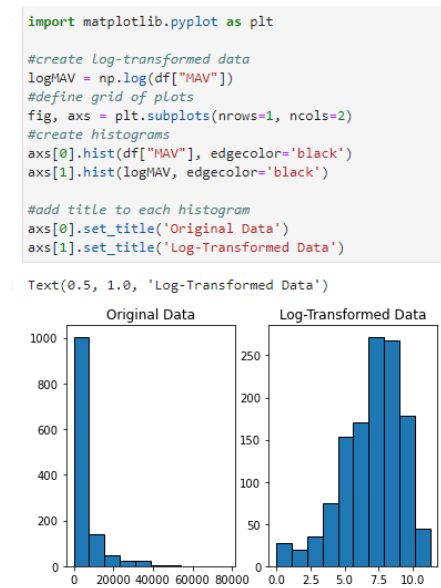 import matplotlib.pyplot as plt
#create log-transformed data
logMAV = np.log(df["MAV"])
#define grid of plots
fig, axs = plt.subplots(nrows=1, ncols=2)
#create histograms
axs[0].hist(df["MAV"], edgecolor='black')
axs[1].hist(logMAV, edgecolor='black')
#add title to each histogram
axs[0].set_title('Original Data')
axs[1].set_title('Log-Transformed Data')
Text(0.5, 1.0, 'Log-Transformed Data')
Original Data
1000
800
600
400
200
0
0 20000 40000 60000 80000
Log-Transformed Data
250
200
150
100
50
0
0.0 2.5 5.0 7.5 10.0